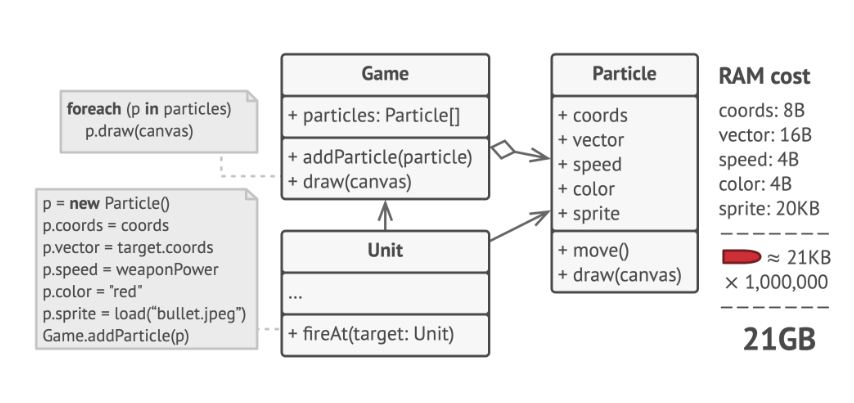 foreach (p in particles)
p.draw(canvas)
p = new Particle()
p.coords = coords
p.vector = target.coords
p.speed = weaponPower
p.color = "red"
p.sprite = load(“bullet.jpeg”)
Game.addParticle(p)
Game
+ particles: Particle[]
+ addParticle(particle)
+ draw(canvas)
Unit
...
+ fireAt(target: Unit)
Particle
+ coords
+ vector
+ speed
+ color
+ sprite
+ move()
+ draw(canvas)
RAM cost
coords: 8B
vector: 16B
speed: 4B
color: 4B
sprite: 20KB
≈ 21KB
× 1,000,000
21GB